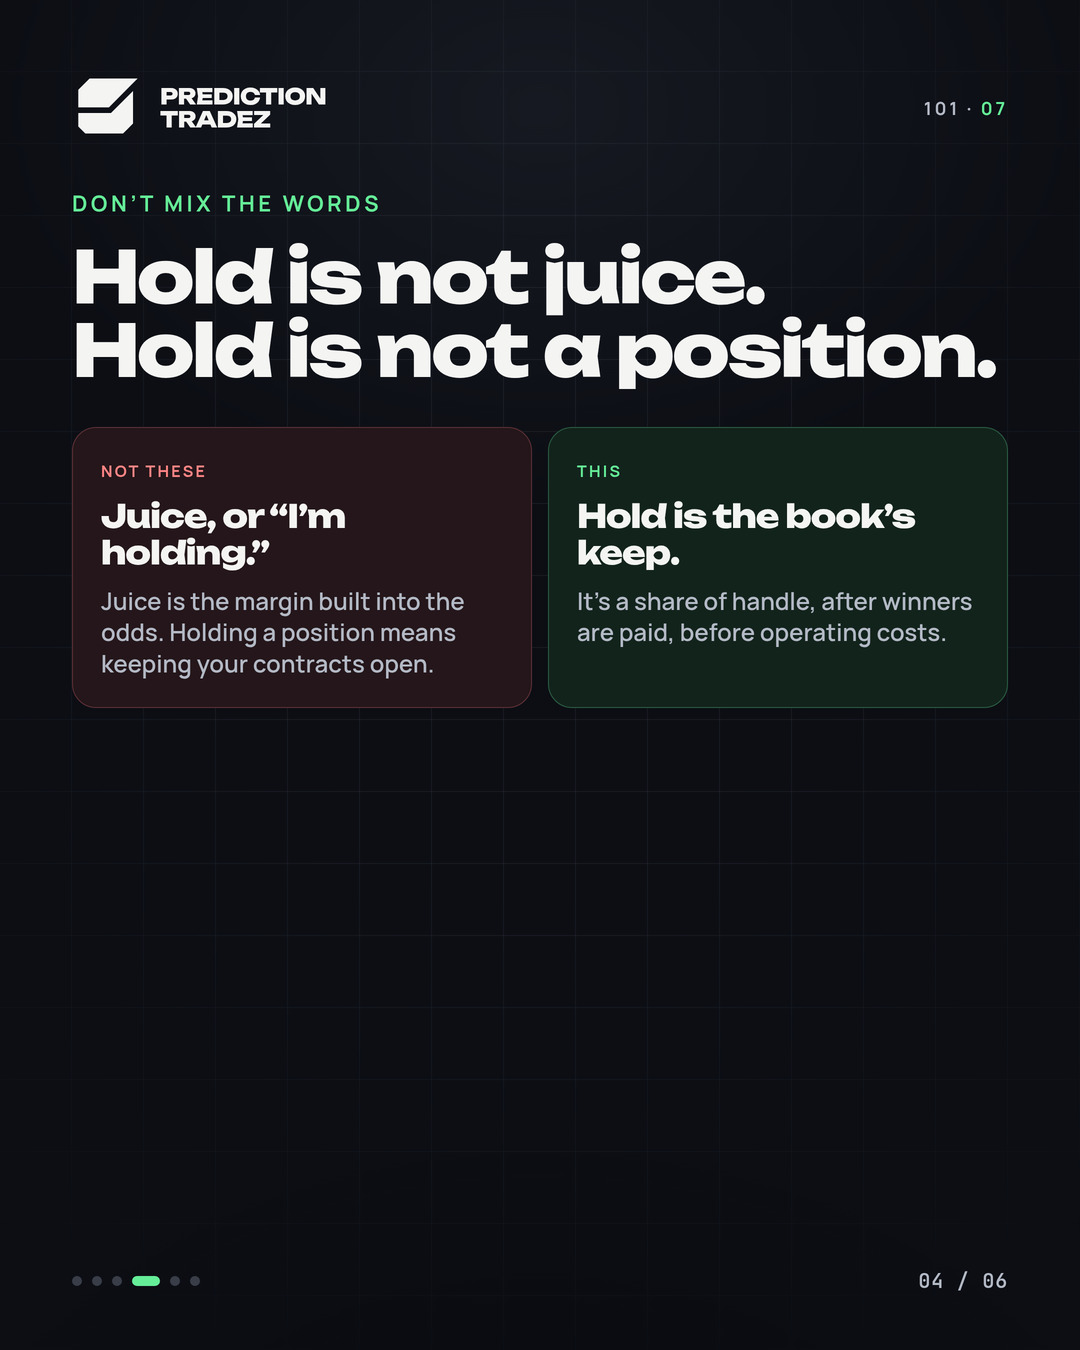 PREDICTION
TRADEZ
101 · 07
DON’T MIX THE WORDS
Hold is not juice.
Hold is not a position.
NOT THESE
Juice, or “I’m
holding.”
Juice is the margin built into the
odds. Holding a position means
keeping your contracts open.
THIS
Hold is the book’s
keep.
It’s a share of handle, after winners
are paid, before operating costs.
04 / 06